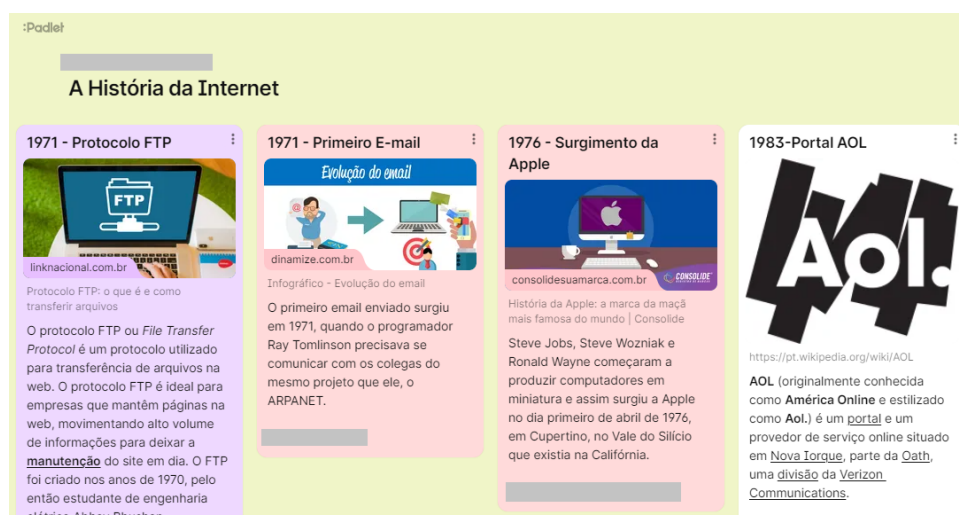 :Padlet
A História da Internet
1971 - Protocolo FTP
FTP
linknacional.com.br
Protocolo FTP: o que é e como
transferir arquivos
O protocolo FTP ou File Transfer
Protocol é um protocolo utilizado
para transferência de arquivos na
web. O protocolo FTP é ideal para
empresas que mantêm páginas na
web, movimentando alto volume
de informações para deixar a
manutenção do site em dia. O FTP
foi criado nos anos de 1970, pelo
então estudante de engenharia
elétrica Abhay Bhushan
1971 - Primeiro E-mail
Evolução do email
dinamize.com.br
Infográfico - Evolução do email
O primeiro email enviado surgiu
em 1971, quando o programador
Ray Tomlinson precisava se
comunicar com os colegas do
mesmo projeto que ele, o
ARPANET.
1976 - Surgimento da
Apple
consolidesuamarca.com.br
CONSOLIDE
História da Apple: a marca da maçã
mais famosa do mundo | Consolide
Steve Jobs, Steve Wozniak e
Ronald Wayne começaram a
produzir computadores em
miniatura e assim surgiu a Apple
no dia primeiro de abril de 1976,
em Cupertino, no Vale do Silício
que existia na Califórnia.
1983-Portal AOL
Aol.
https://pt.wikipedia.org/wiki/AOL
AOL (originalmente conhecida
como América Online e estilizado
como Aol.) é um portal e um
provedor de serviço online situado
em Nova Iorque, parte da Oath,
uma divisão da Verizon
Communications.